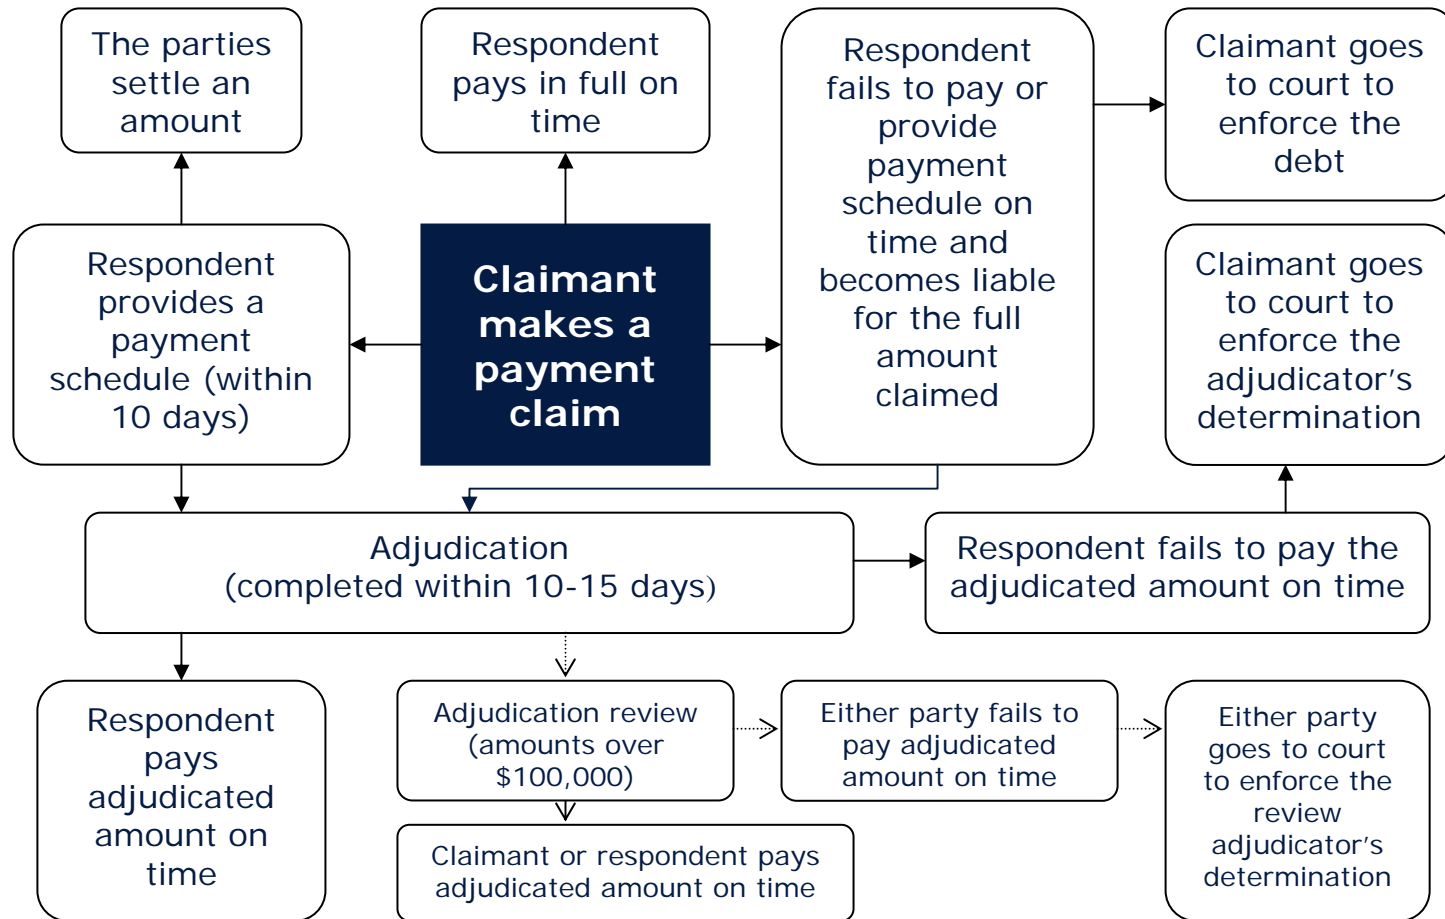 The parties
settle an
amount
Respondent
pays in full on
time
Respondent
fails to pay or
provide
payment
schedule on
time and
becomes liable
for the full
amount
claimed
Claimant goes
to court to
enforce the
debt
Respondent
provides a
payment
schedule (within
10 days)
Claimant
makes a
payment
claim
Claimant goes
to court to
enforce the
adjudicator’s
determination
Adjudication
(completed within 10-15 days)
Respondent fails to pay the
adjudicated amount on time
Respondent
pays
adjudicated
amount on
time
Adjudication review
(amounts over
$100,000)
Either party fails to
pay adjudicated
amount on time
Either party
goes to court
to enforce the
review
adjudicator’s
determination
Claimant or respondent pays
adjudicated amount on time